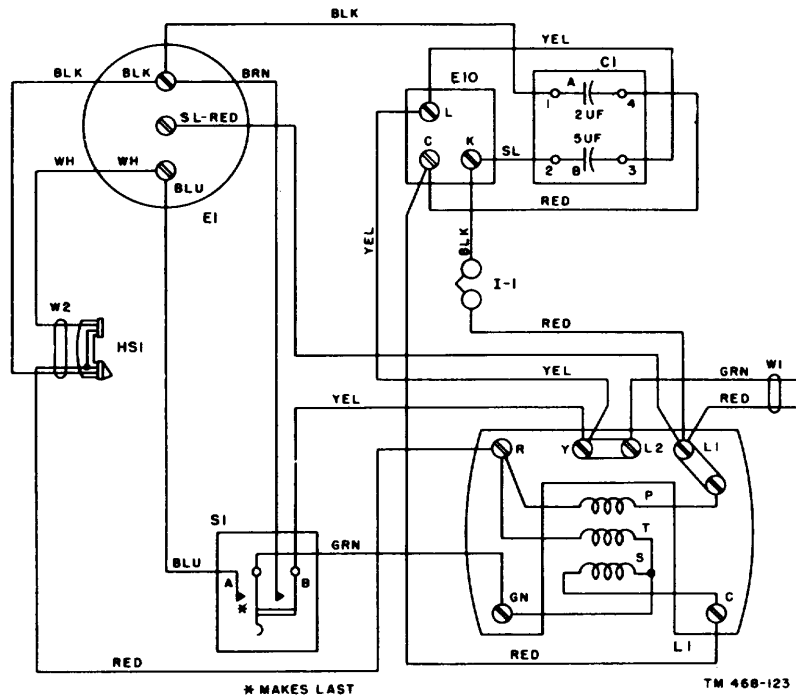 BLK
YEL
BLK BLK BRN E10 C1
L 1 A 4
SL-RED 2UF
C K 5UF
WH WH SL 2 B 3
BLU
E1 RED
YEL BLK
I-1
W2 RED
HS1
YEL GRN W1
YEL RED
R Y L2 L1
P
S1 T
GRN S
BLU A B
* GN C
RED RED L1
* MAKES LAST TM 468-123